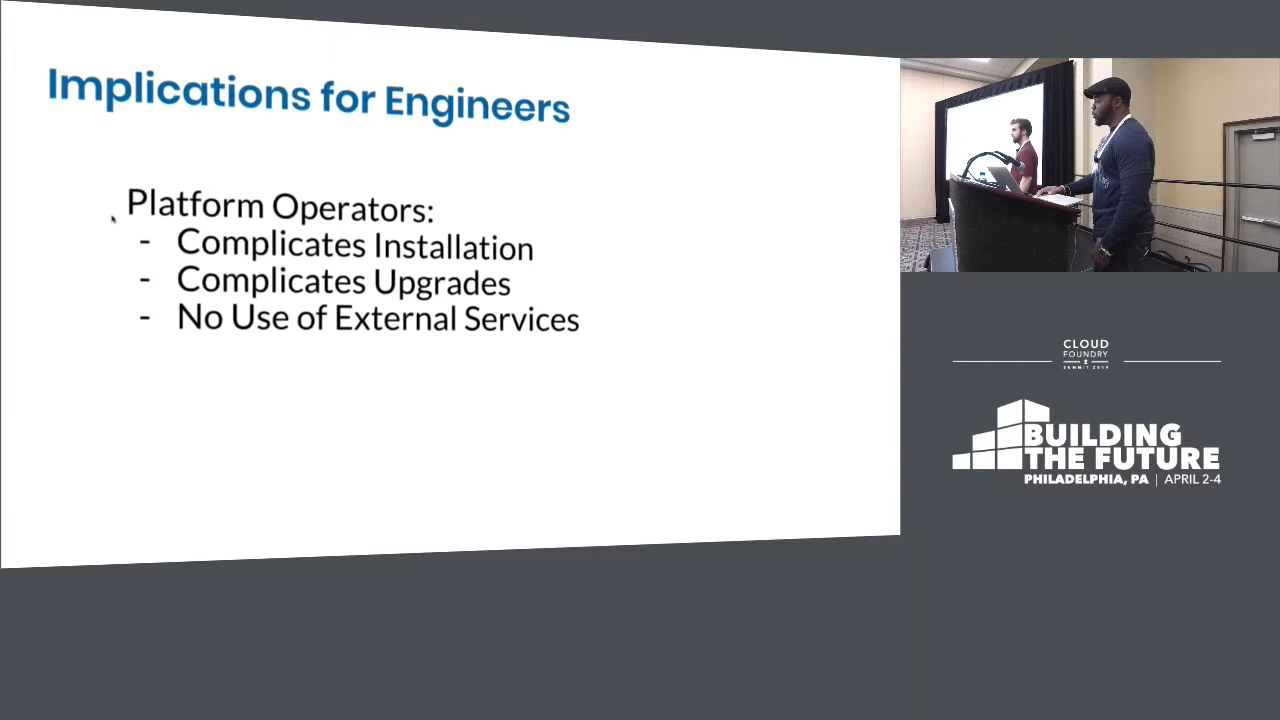 Implications for Engineers
Platform Operators:
- Complicates Installation
- Complicates Upgrades
- No Use of External Services
CLOUD
FOUNDRY
SUMMIT 2019
BUILDING
THE FUTURE
PHILADELPHIA, PA | APRIL 2-4